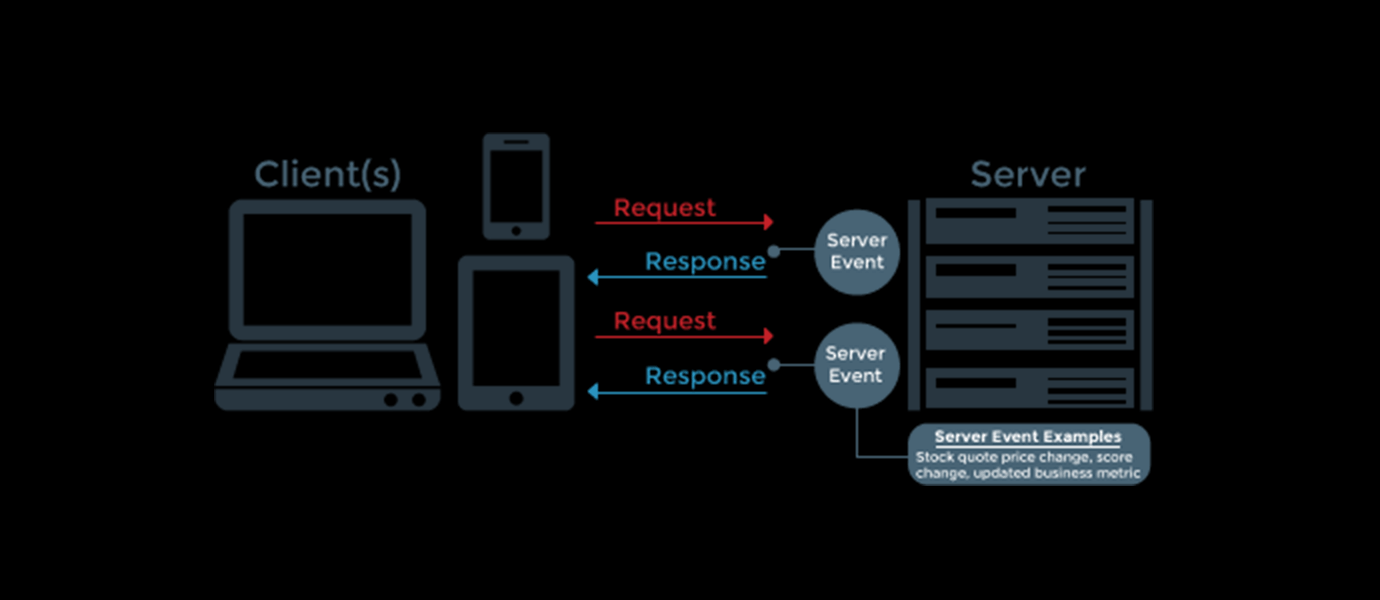 Client(s)
Server
Request
Response
Server
Event
Request
Response
Server
Event
Server Event Examples
Stock quote price change, score
change, updated business metric